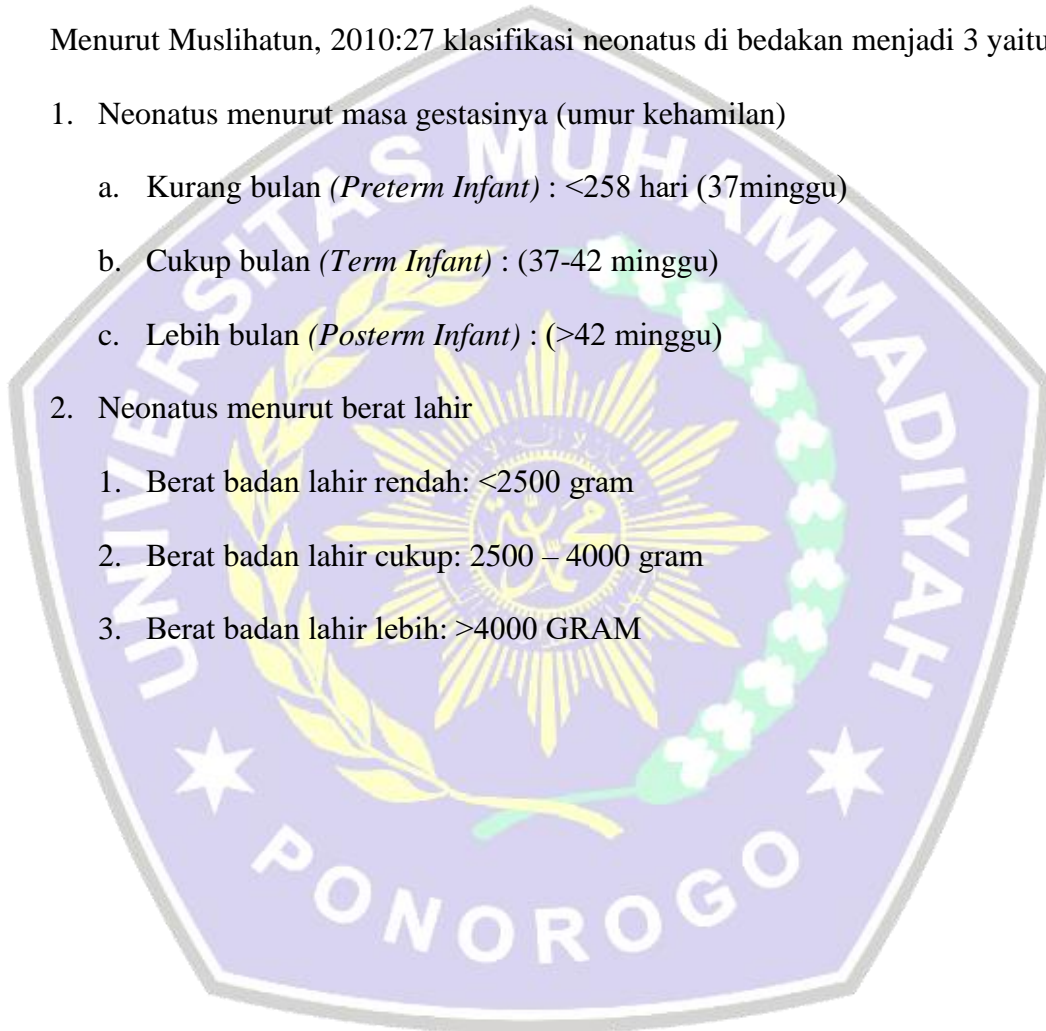 Menurut Muslihatun, 2010:27 klasifikasi neonatus di bedakan menjadi 3 yaitu
1. Neonatus menurut masa gestasinya (umur kehamilan)
a. Kurang bulan (Preterm Infant) : <258 hari (37minggu)
b. Cukup bulan (Term Infant) : (37-42 minggu)
c. Lebih bulan (Posterm Infant) : (>42 minggu)
2. Neonatus menurut berat lahir
1. Berat badan lahir rendah: <2500 gram
2. Berat badan lahir cukup: 2500 – 4000 gram
3. Berat badan lahir lebih: >4000 GRAM
UNIVERSITAS MUHAMMADIYAH
PONOROGO